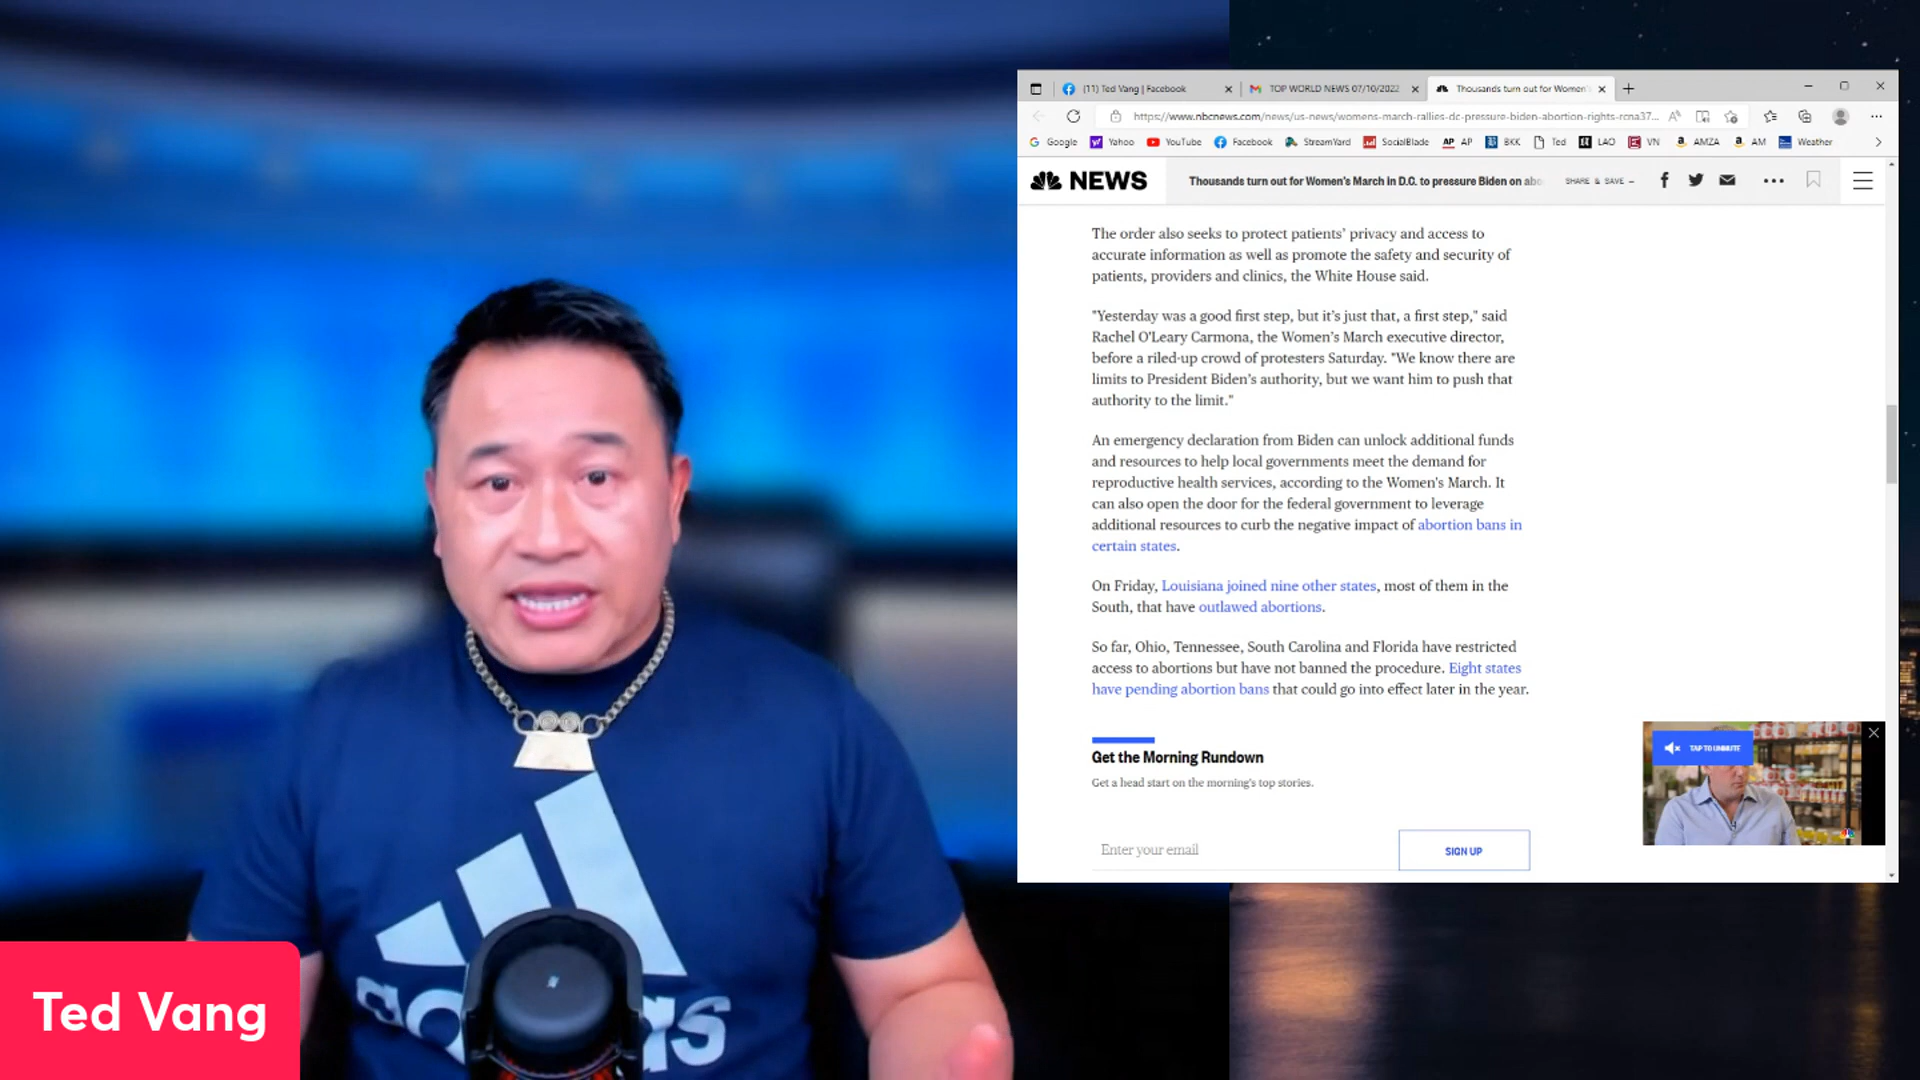 (11) Ted Vang | Facebook
TOP WORLD NEWS 07/10/2022
Thousands turn out for Women'
https://www.nbcnews.com/news/us-news/womens-march-rallies-dc-pressure-biden-abortion-rights-rcna37...
Google
Yahoo
YouTube
Facebook
StreamYard
SocialBlade
AP AP
BKK
Ted
LAO
VN
AMZA
AM
Weather
NEWS
Thousands turn out for Women's March in D.C. to pressure Biden on abo
SHARE & SAVE —
The order also seeks to protect patients' privacy and access to
accurate information as well as promote the safety and security of
patients, providers and clinics, the White House said.
"Yesterday was a good first step, but it's just that, a first step," said
Rachel O'Leary Carmona, the Women's March executive director,
before a riled-up crowd of protesters Saturday. "We know there are
limits to President Biden's authority, but we want him to push that
authority to the limit."
An emergency declaration from Biden can unlock additional funds
and resources to help local governments meet the demand for
reproductive health services, according to the Women's March. It
can also open the door for the federal government to leverage
additional resources to curb the negative impact of abortion bans in
certain states.
On Friday, Louisiana joined nine other states, most of them in the
South, that have outlawed abortions.
So far, Ohio, Tennessee, South Carolina and Florida have restricted
access to abortions but have not banned the procedure. Eight states
have pending abortion bans that could go into effect later in the year.
Get the Morning Rundown
Get a head start on the morning's top stories.
Enter your email
SIGN UP
TAP TO UNMUTE
Ted Vang